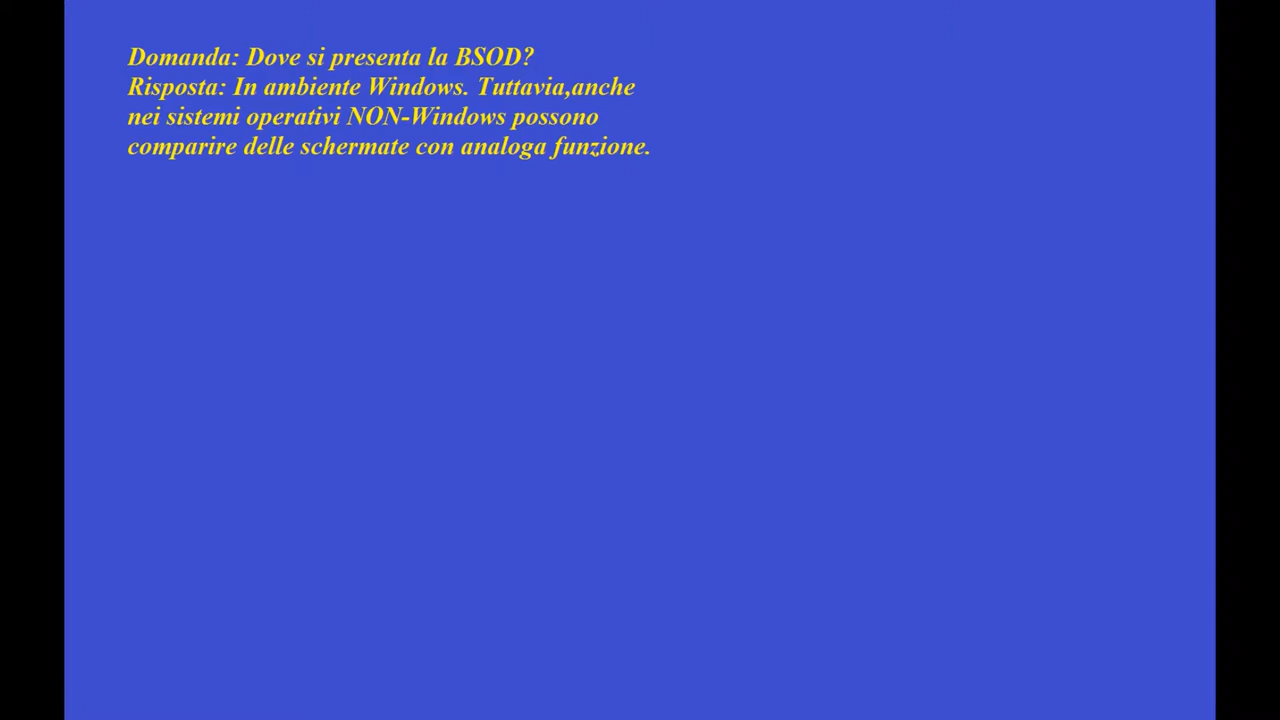 Domanda: Dove si presenta la BSOD?
Risposta: In ambiente Windows. Tuttavia,anche
nei sistemi operativi NON-Windows possono
comparire delle schermate con analoga funzione.